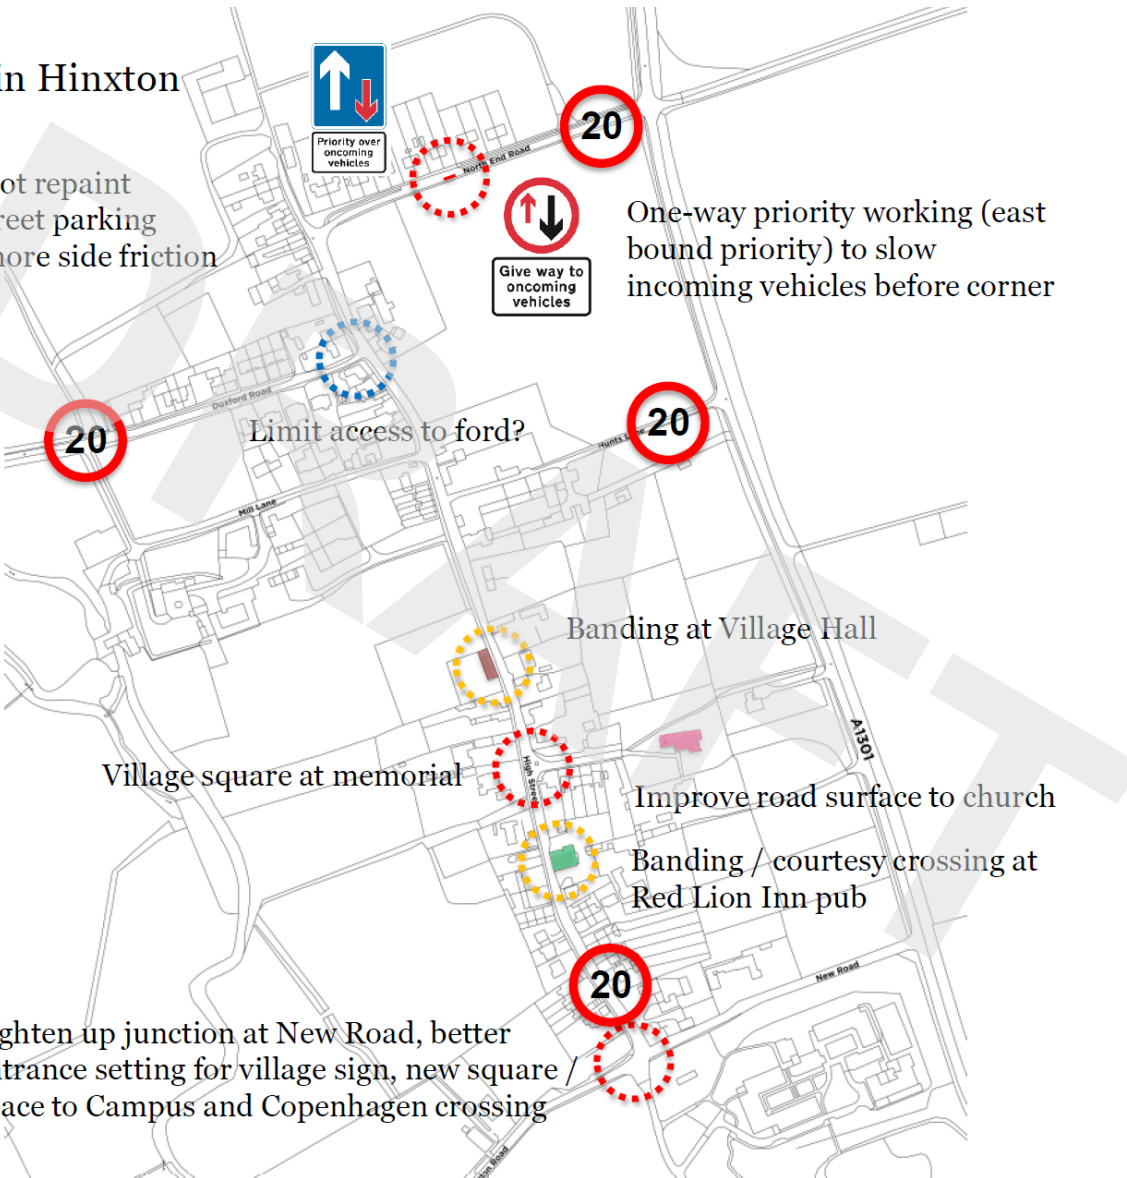 in Hinxton
Priority over
oncoming
vehicles
20
North End Road
ot repaint
reet parking
ore side friction
Give way to
oncoming
vehicles
One-way priority working (east
bound priority) to slow
incoming vehicles before corner
Duxford Road
20
Limit access to ford?
Hunts
20
Mill Lane
Banding at Village Hall
A1301
Village square at memorial
High Street
Improve road surface to church
Banding / courtesy crossing at
Red Lion Inn pub
20
New Road
ghten up junction at New Road, better
ntrance setting for village sign, new square /
ace to Campus and Copenhagen crossing
Road
DRAFT